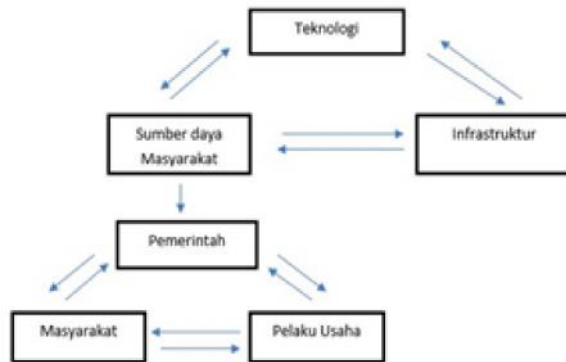 Teknologi
Sumber daya
Masyarakat
Infrastruktur
Pemerintah
Masyarakat
Pelaku Usaha